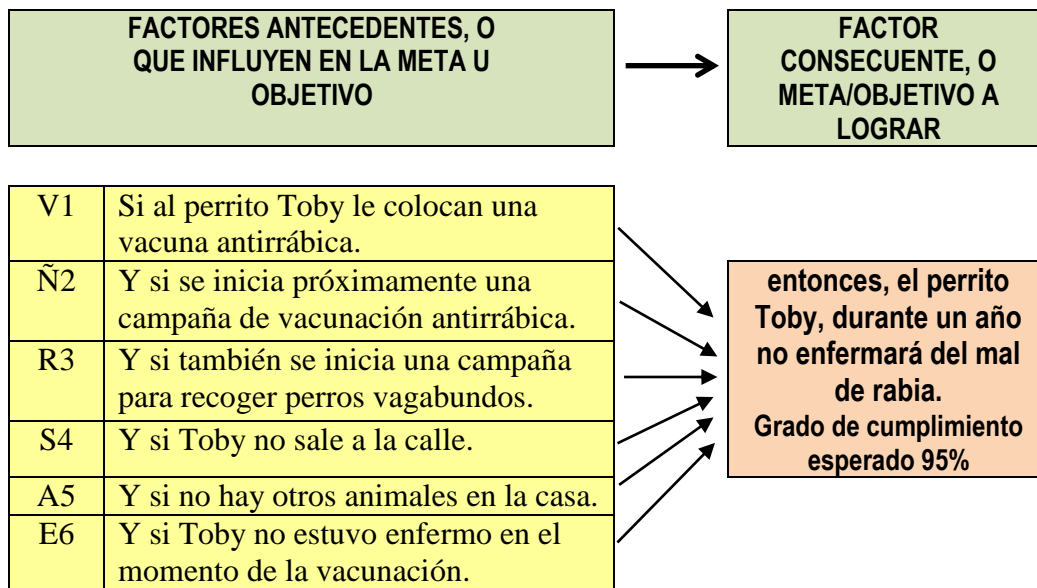 FACTORES ANTECEDENTES, O
QUE INFLUYEN EN LA META U
OBJETIVO
FACTOR
CONSECUENTE, O
META/OBJETIVO A
LOGRAR
V1 Si al perrito Toby le colocan una
vacuna antirrábica.
Ñ2 Y si se inicia próximamente una
campaña de vacunación antirrábica.
R3 Y si también se inicia una campaña
para recoger perros vagabundos.
S4 Y si Toby no sale a la calle.
A5 Y si no hay otros animales en la casa.
E6 Y si Toby no estuvo enfermo en el
momento de la vacunación.
entonces, el perrito
Toby, durante un año
no enfermará del mal
de rabia.
Grado de cumplimiento
esperado 95%